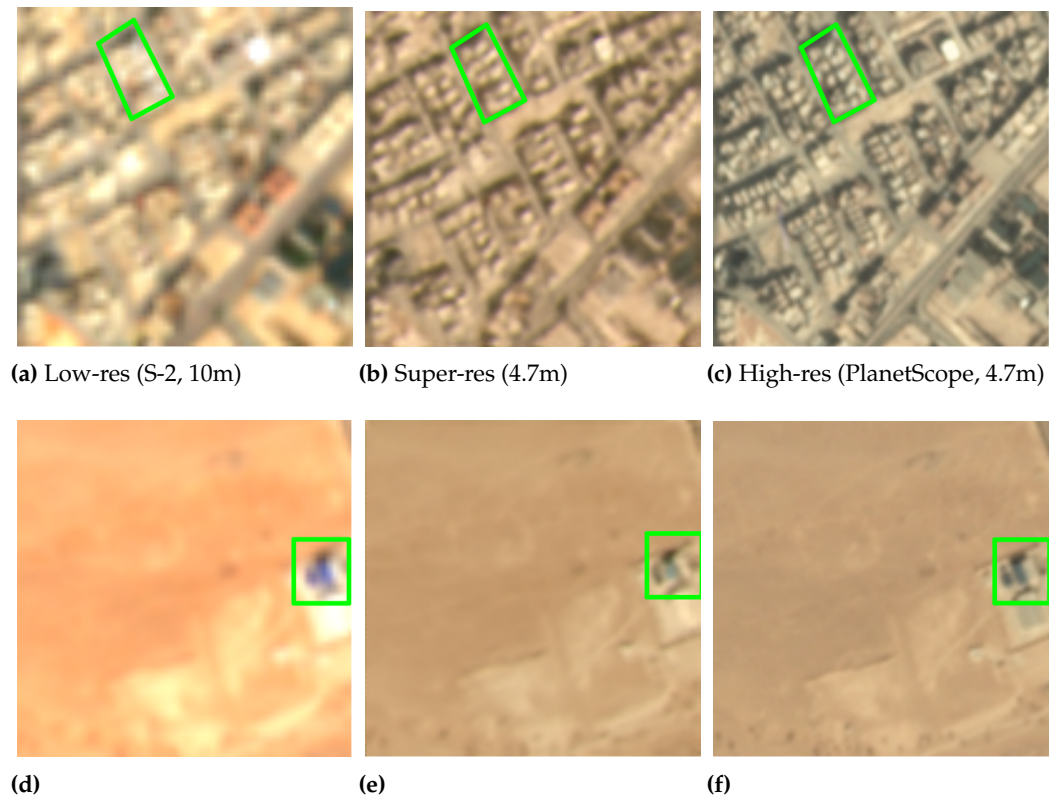 (a) Low-res (S-2, 10m)
(b) Super-res (4.7m)
(c) High-res (PlanetScope, 4.7m)
(d)
(e)
(f)